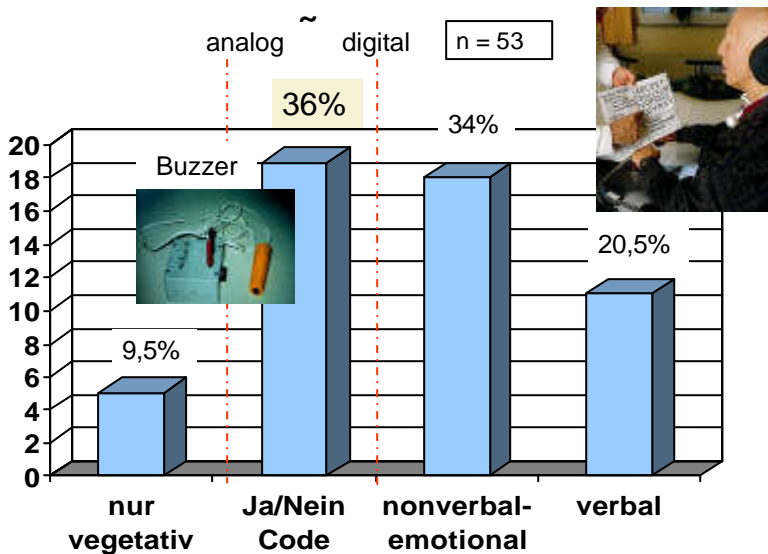 ˜
analog digital
n = 53
36%
34%
20,5%
9,5%
Buzzer
20
18
16
14
12
10
8
6
4
2
0
nur
vegetativ
Ja/Nein
Code
nonverbal-
emotional
verbal